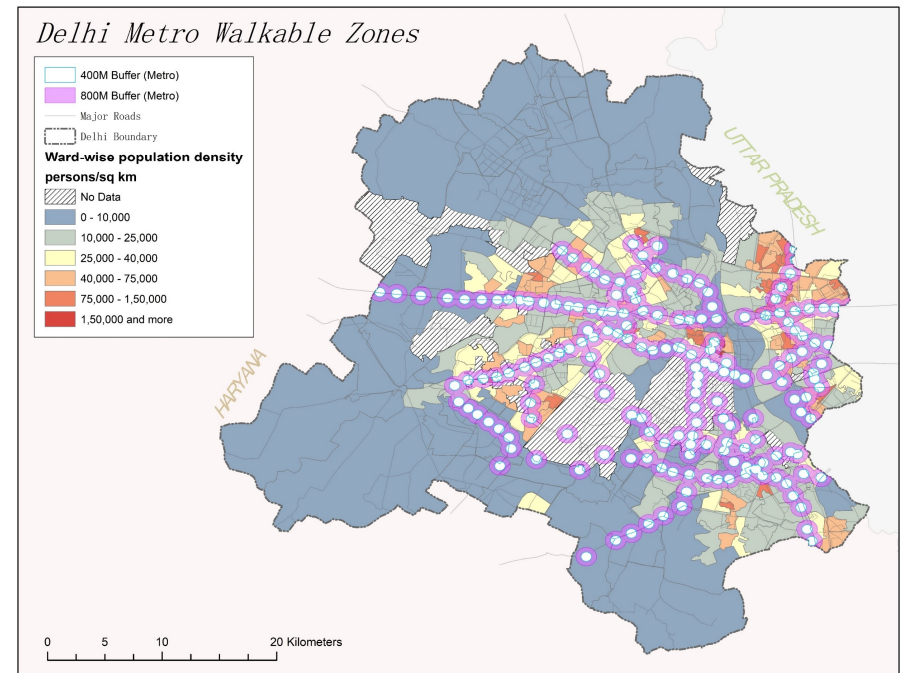 Delhi Metro Walkable Zones
400M Buffer (Metro)
800M Buffer (Metro)
Major Roads
Delhi Boundary
Ward-wise population density
persons/sq km
No Data
0 - 10,000
10,000 - 25,000
25,000 - 40,000
40,000 - 75,000
75,000 - 1,50,000
1,50,000 and more
UTTAR PRADESH
HARYANA
0 5 10 20 Kilometers